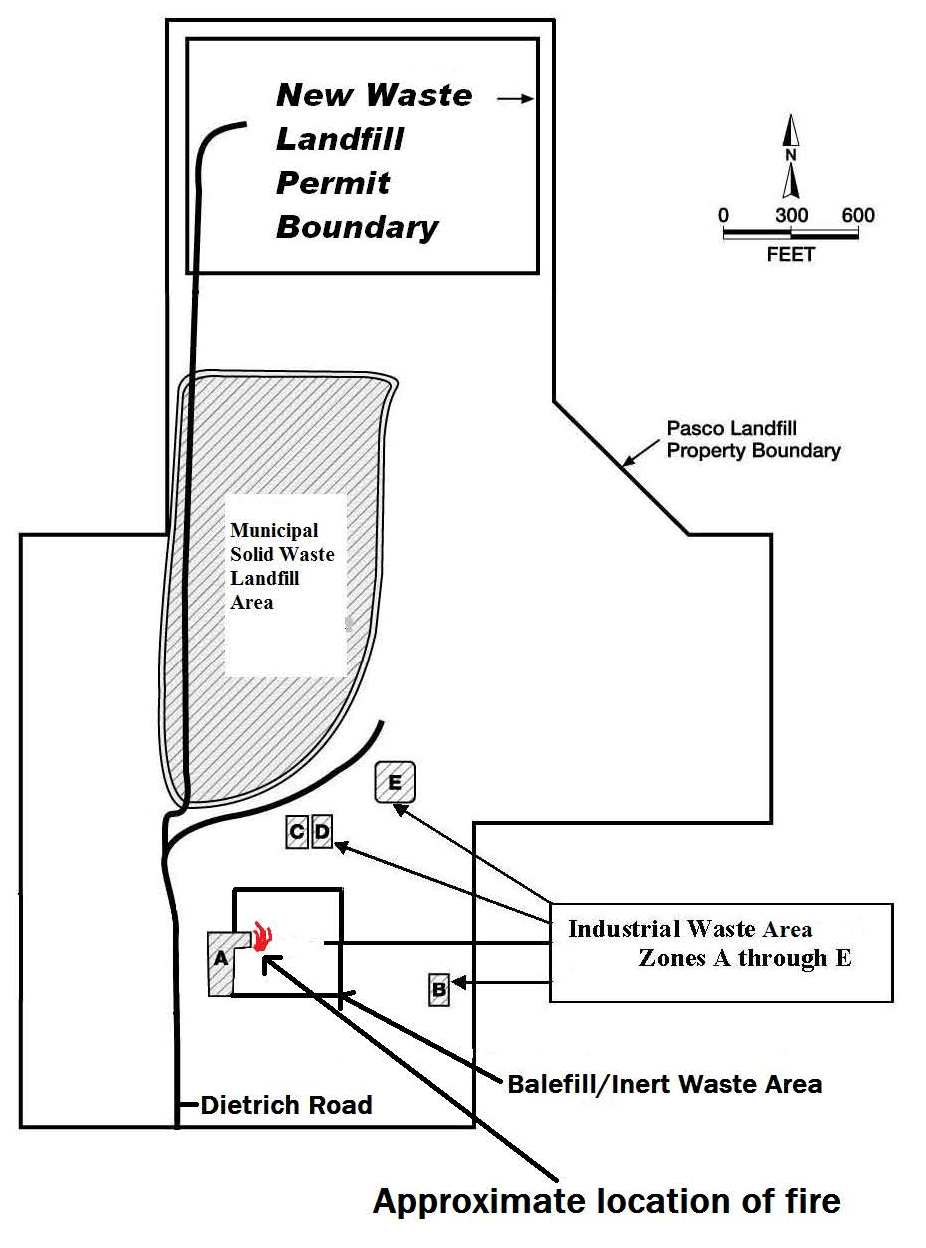 New Waste
Landfill
Permit
Boundary
N
0 300 600
FEET
Pasco Landfill
Property Boundary
Municipal
Solid Waste
Landfill
Area
E
C D
Industrial Waste Area
Zones A through E
A
B
Balefill/Inert Waste Area
Dietrich Road
Approximate location of fire